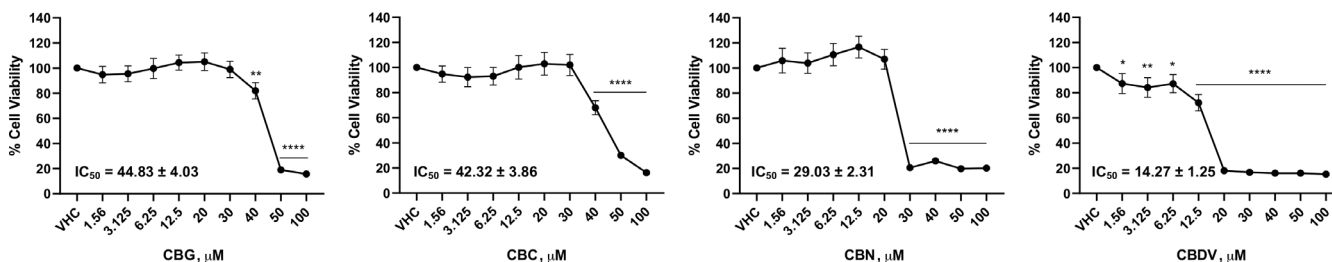 % Cell Viability
140
120
100
80
60
40
20
0
**
****
IC50 = 44.83 ± 4.03
VHC 1.56 3.125 6.25 12.5 20 30 40 50 100
CBG, μM
% Cell Viability
140
120
100
80
60
40
20
0
****
IC50 = 42.32 ± 3.86
VHC 1.56 3.125 6.25 12.5 20 30 40 50 100
CBC, μM
% Cell Viability
140
120
100
80
60
40
20
0
****
IC50 = 29.03 ± 2.31
VHC 1.56 3.125 6.25 12.5 20 30 40 50 100
CBN, μM
% Cell Viability
140
120
100
80
60
40
20
0
* ** * ****
IC50 = 14.27 ± 1.25
VHC 1.56 3.125 6.25 12.5 20 30 40 50 100
CBDV, μM